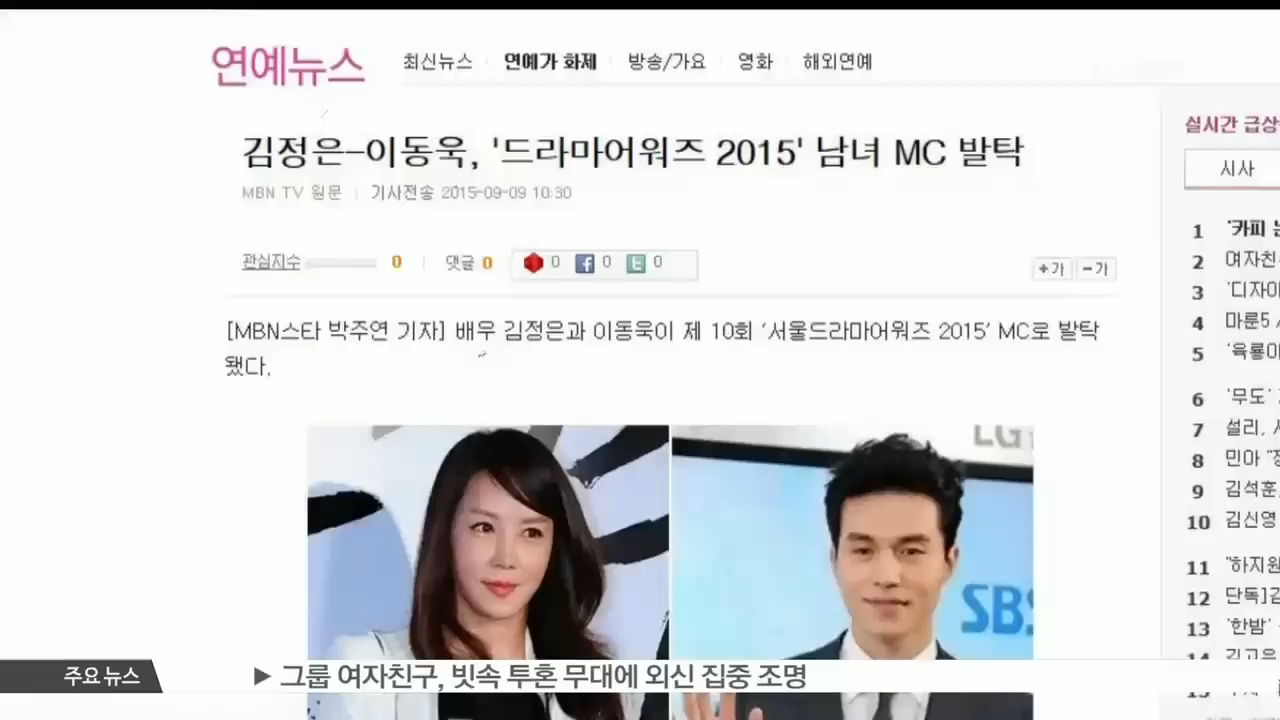 연예뉴스
최신뉴스 연예가 화제 방송/가요 영화 해외연예
김정은-이동욱, '드라마어워즈 2015' 남녀 MC 발탁
MBN TV 원문 기사전송 2015-09-09 10:30
관심지수 0 댓글 0 0 f 0 t 0
+가 -가
[MBN스타 박주연 기자] 배우 김정은과 이동욱이 제 10회 '서울드라마어워즈 2015' MC로 발탁
됐다.
LG
SBS
실시간 급상
시사
1 '카피
2 여자친
3 '디자이
4 마룬5
5 '육룡이
6 '무도'
7 설리,
8 민아
9 김석훈,
10 김신영
11 "하지원
12 단독]김
13 '한밤'
14
15
주요뉴스
▶ 그룹 여자친구, 빗속 투혼 무대에 외신 집중 조명